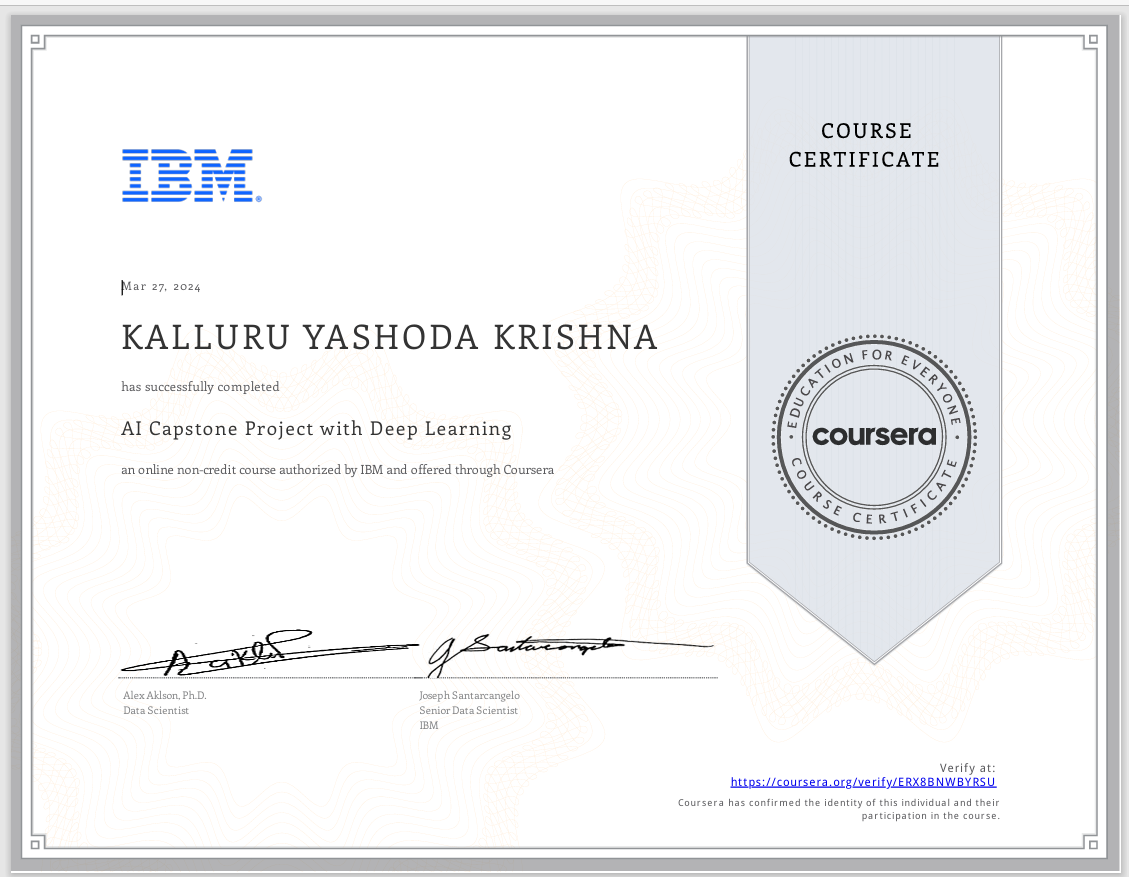 COURSE
CERTIFICATE
IBM®
Mar 27, 2024
KALLURU YASHODA KRISHNA
has successfully completed
AI Capstone Project with Deep Learning
an online non-credit course authorized by IBM and offered through Coursera
EDUCATION FOR EVERYONE
coursera
COURSE CERTIFICATE
Alex Aklson, Ph.D.
Data Scientist
Joseph Santarcangelo
Senior Data Scientist
IBM
Verify at:
https://coursera.org/verify/ERX8BNWBYRSU
Coursera has confirmed the identity of this individual and their
participation in the course.